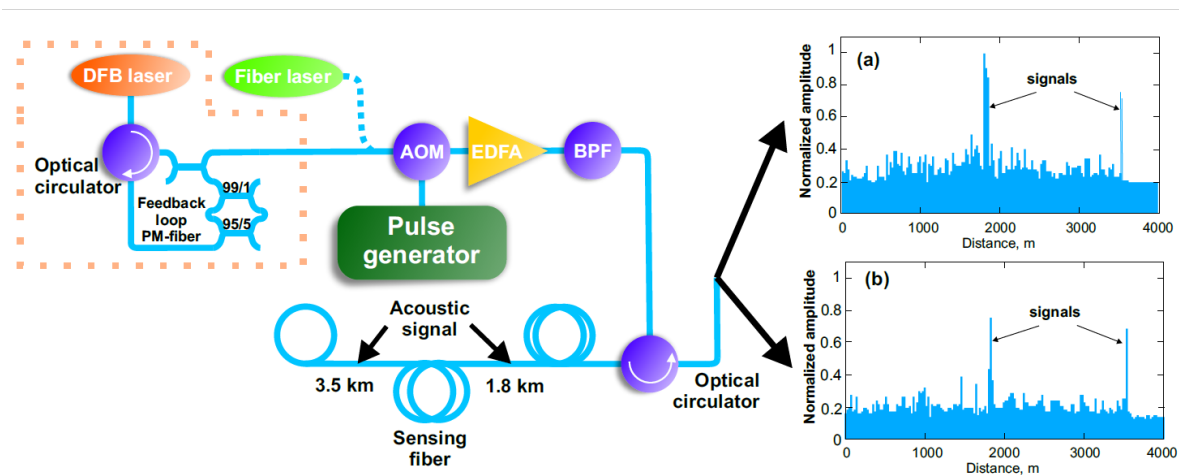 DFB laser
Fiber laser
Optical
circulator
99/1
Feedback
loop
95/5
PM-fiber
AOM
EDFA
BPF
Pulse
generator
Acoustic
signal
3.5 km
1.8 km
Sensing
fiber
Optical
circulator
(a)
signals
Normalized amplitude
1
0.8
0.6
0.4
0.2
0
0
1000
2000
3000
4000
Distance, m
(b)
signals
Normalized amplitude
1
0.8
0.6
0.4
0.2
0
0
1000
2000
3000
4000
Distance, m